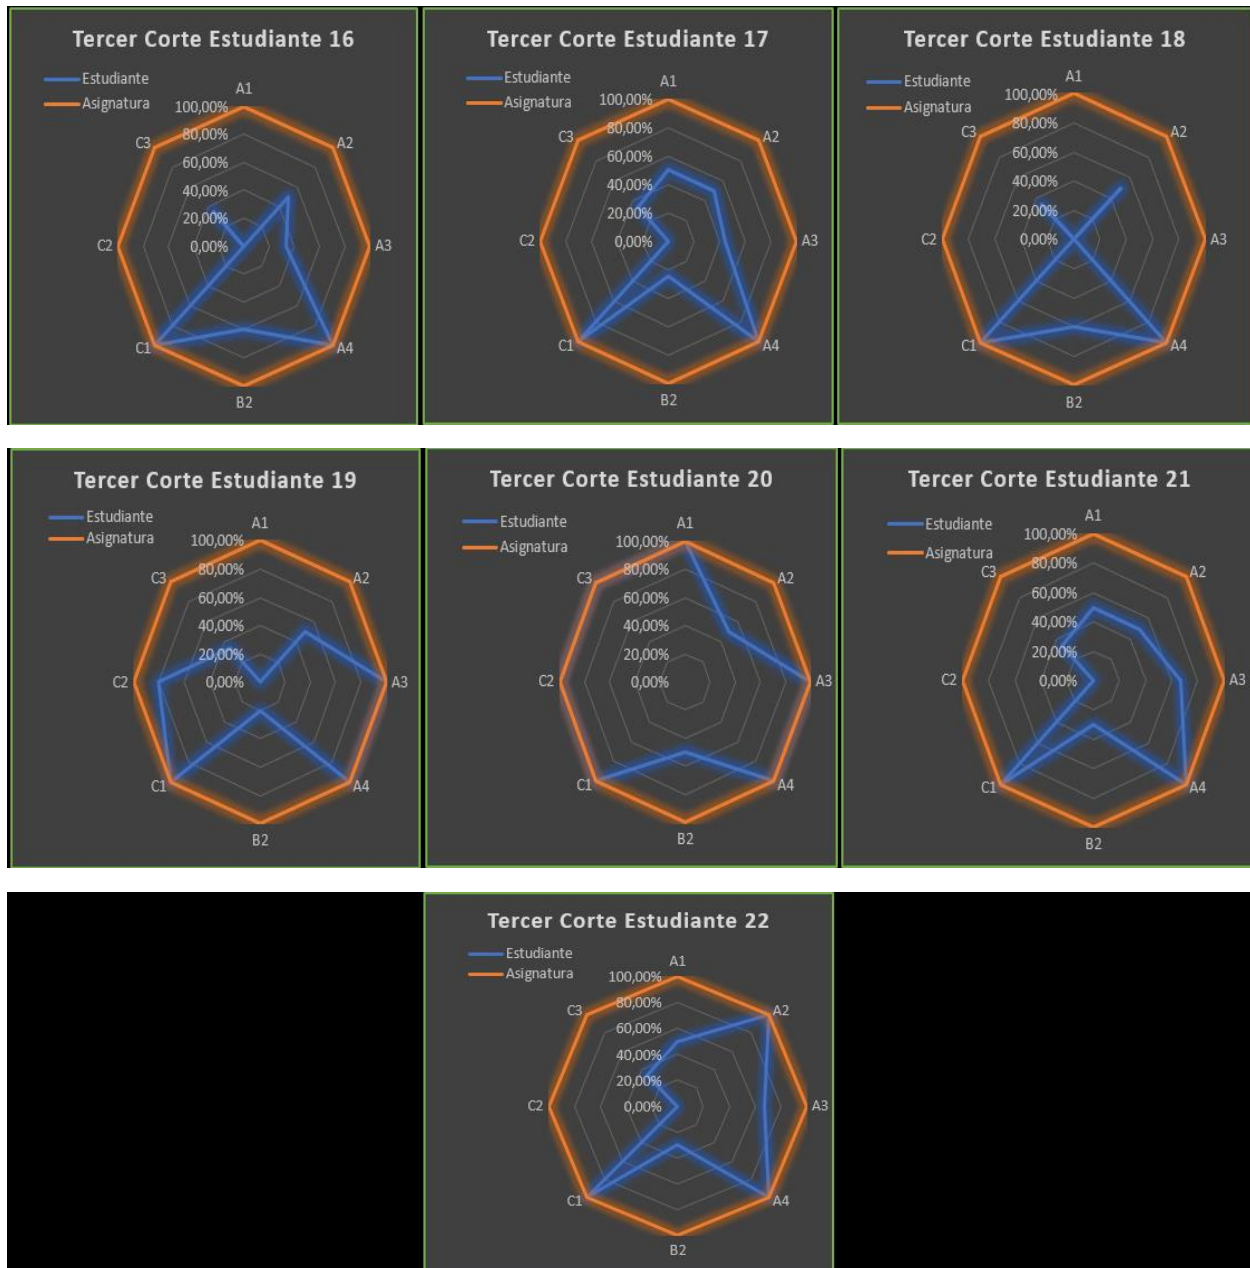 Tercer Corte Estudiante 16
Estudiante
Asignatura
A1
100,00%
80,00%
60,00%
40,00%
20,00%
0,00%
A2
A3
A4
B2
C1
C2
C3
Tercer Corte Estudiante 17
Estudiante
Asignatura
A1
100,00%
80,00%
60,00%
40,00%
20,00%
0,00%
A2
A3
A4
B2
C1
C2
C3
Tercer Corte Estudiante 18
Estudiante
Asignatura
A1
100,00%
80,00%
60,00%
40,00%
20,00%
0,00%
A2
A3
A4
B2
C1
C2
C3
Tercer Corte Estudiante 19
Estudiante
Asignatura
A1
100,00%
80,00%
60,00%
40,00%
20,00%
0,00%
A2
A3
A4
B2
C1
C2
C3
Tercer Corte Estudiante 20
Estudiante
Asignatura
A1
100,00%
80,00%
60,00%
40,00%
20,00%
0,00%
A2
A3
A4
B2
C1
C2
C3
Tercer Corte Estudiante 21
Estudiante
Asignatura
A1
100,00%
80,00%
60,00%
40,00%
20,00%
0,00%
A2
A3
A4
B2
C1
C2
C3
Tercer Corte Estudiante 22
Estudiante
Asignatura
A1
100,00%
80,00%
60,00%
40,00%
20,00%
0,00%
A2
A3
A4
B2
C1
C2
C3